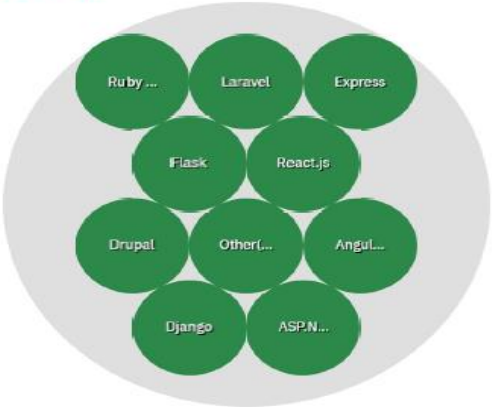 Ruby ... Laravel Express
Flask React.js
Drupal Other(... Angul...
Django ASP.N...